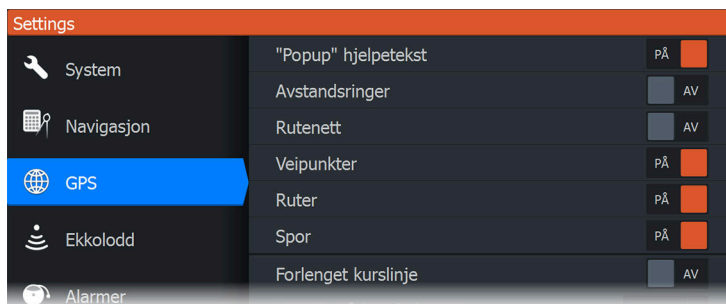 Settings
System
Navigasjon
GPS
Ekkolodd
Alarmer
"Popup" hjelpetekst PÅ
Avstandsringer AV
Rutenett AV
Veipunkter PÅ
Ruter PÅ
Spor PÅ
Forlenget kurslinje AV